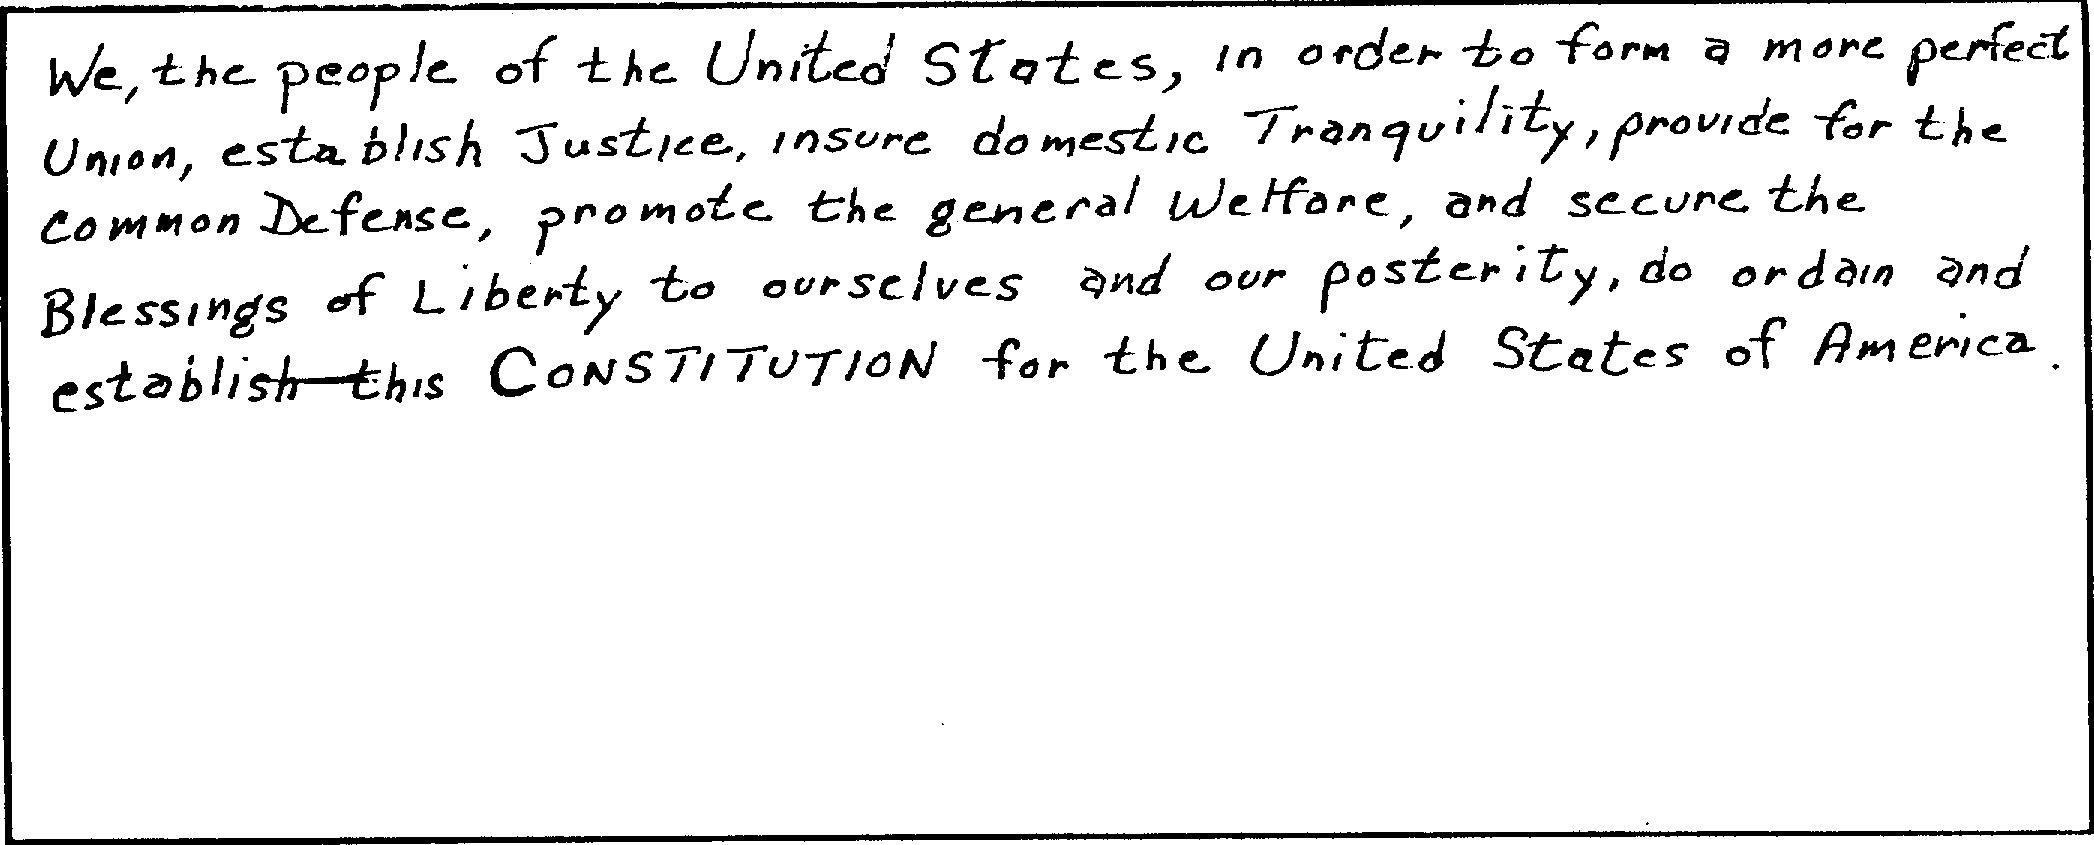 We, the people of the United States, in order to form a more perfect
Union, establish Justice, insure domestic Tranquility, provide for the
common Defense, promote the general Welfare, and secure the
Blessings of Liberty to ourselves and our posterity, do ordain and
establish this CONSTITUTION for the United States of America.